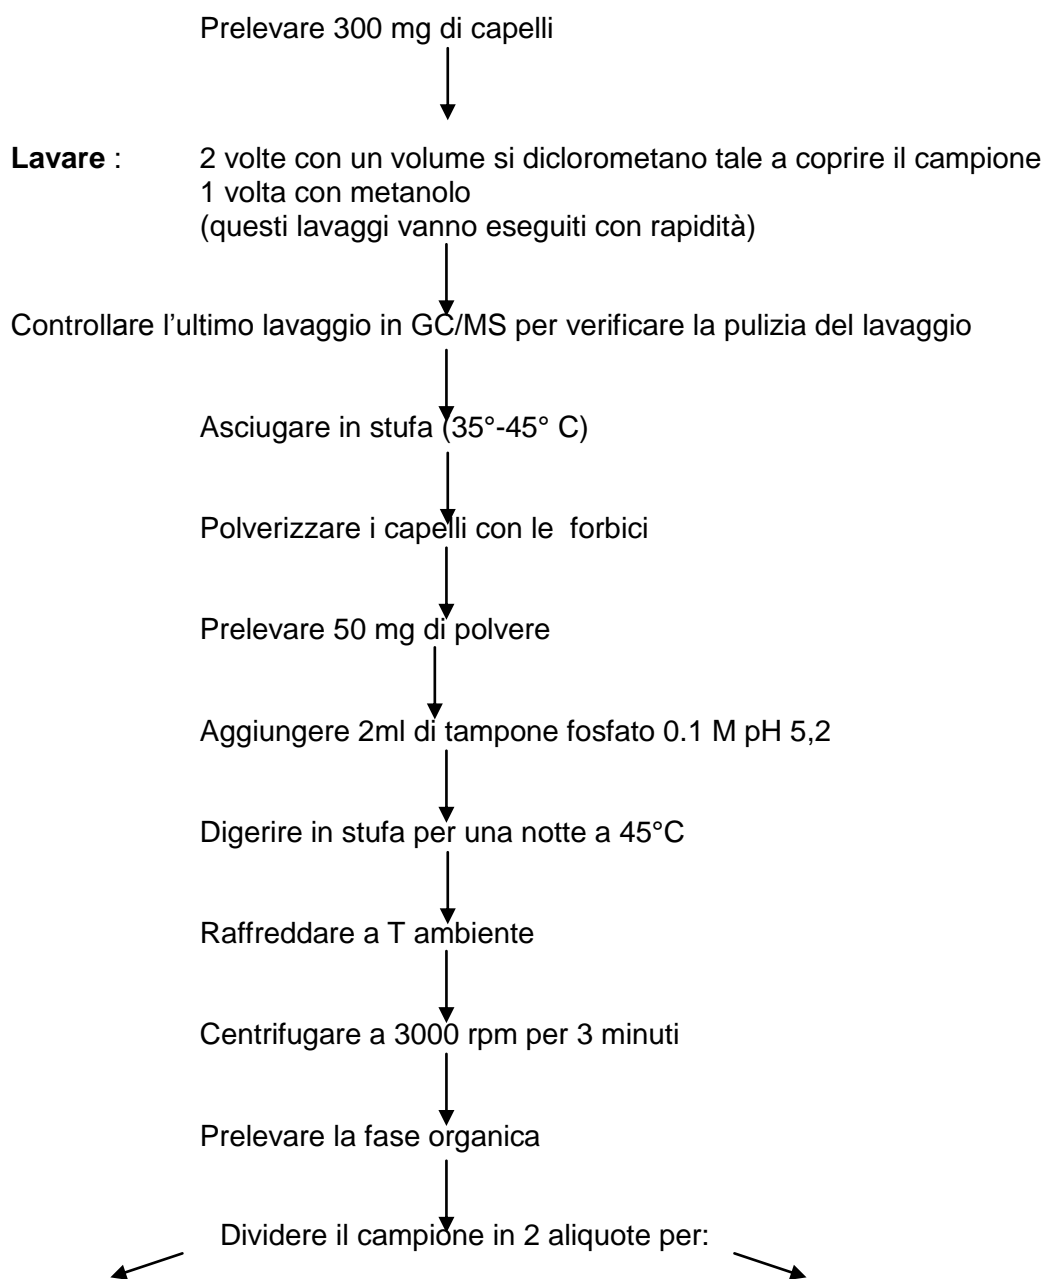 Prelevare 300 mg di capelli
Lavare : 2 volte con un volume si diclorometano tale a coprire il campione
1 volta con metanolo
(questi lavaggi vanno eseguiti con rapidità)
Controllare l’ultimo lavaggio in GC/MS per verificare la pulizia del lavaggio
Asciugare in stufa (35°-45° C)
Polverizzare i capelli con le forbici
Prelevare 50 mg di polvere
Aggiungere 2ml di tampone fosfato 0.1 M pH 5,2
Digerire in stufa per una notte a 45°C
Raffreddare a T ambiente
Centrifugare a 3000 rpm per 3 minuti
Prelevare la fase organica
Dividere il campione in 2 aliquote per: